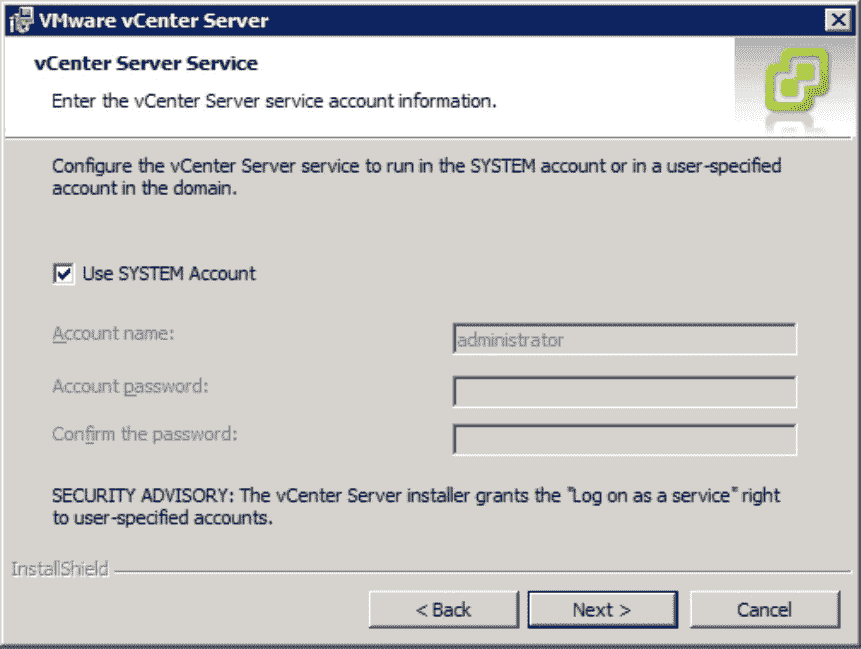 VMware vCenter Server
vCenter Server Service
Enter the vCenter Server service account information.
Configure the vCenter Server service to run in the SYSTEM account or in a user-specified
account in the domain.
Use SYSTEM Account
Account name:
administrator
Account password:
Confirm the password:
SECURITY ADVISORY: The vCenter Server installer grants the "Log on as a service" right
to user-specified accounts.
InstallShield
< Back
Next >
Cancel